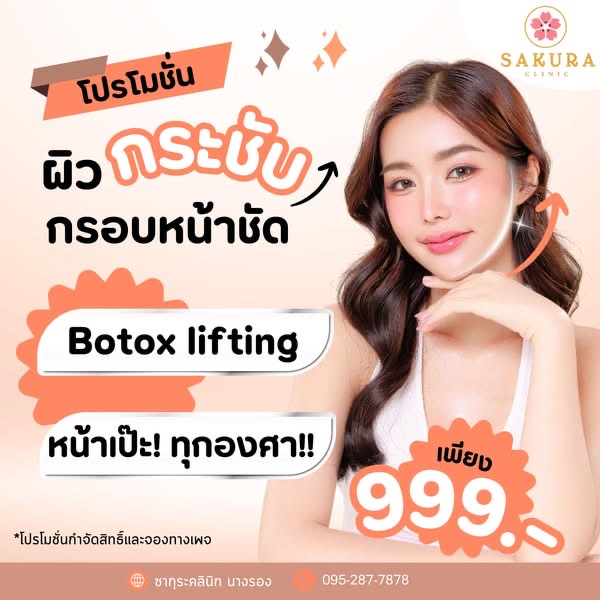 SAKURA
CLINIC
โปรโมชั่น
ผิว กระชับ
กรอบหน้าชัด
Botox lifting
หน้าเป๊ะ! ทุกองศา!!
เพียง
999.-
*โปรโมชั่นกำจัดสิทธิ์และจองทางเพจ
ซากุระคลินิก นางรอง
095-287-7878